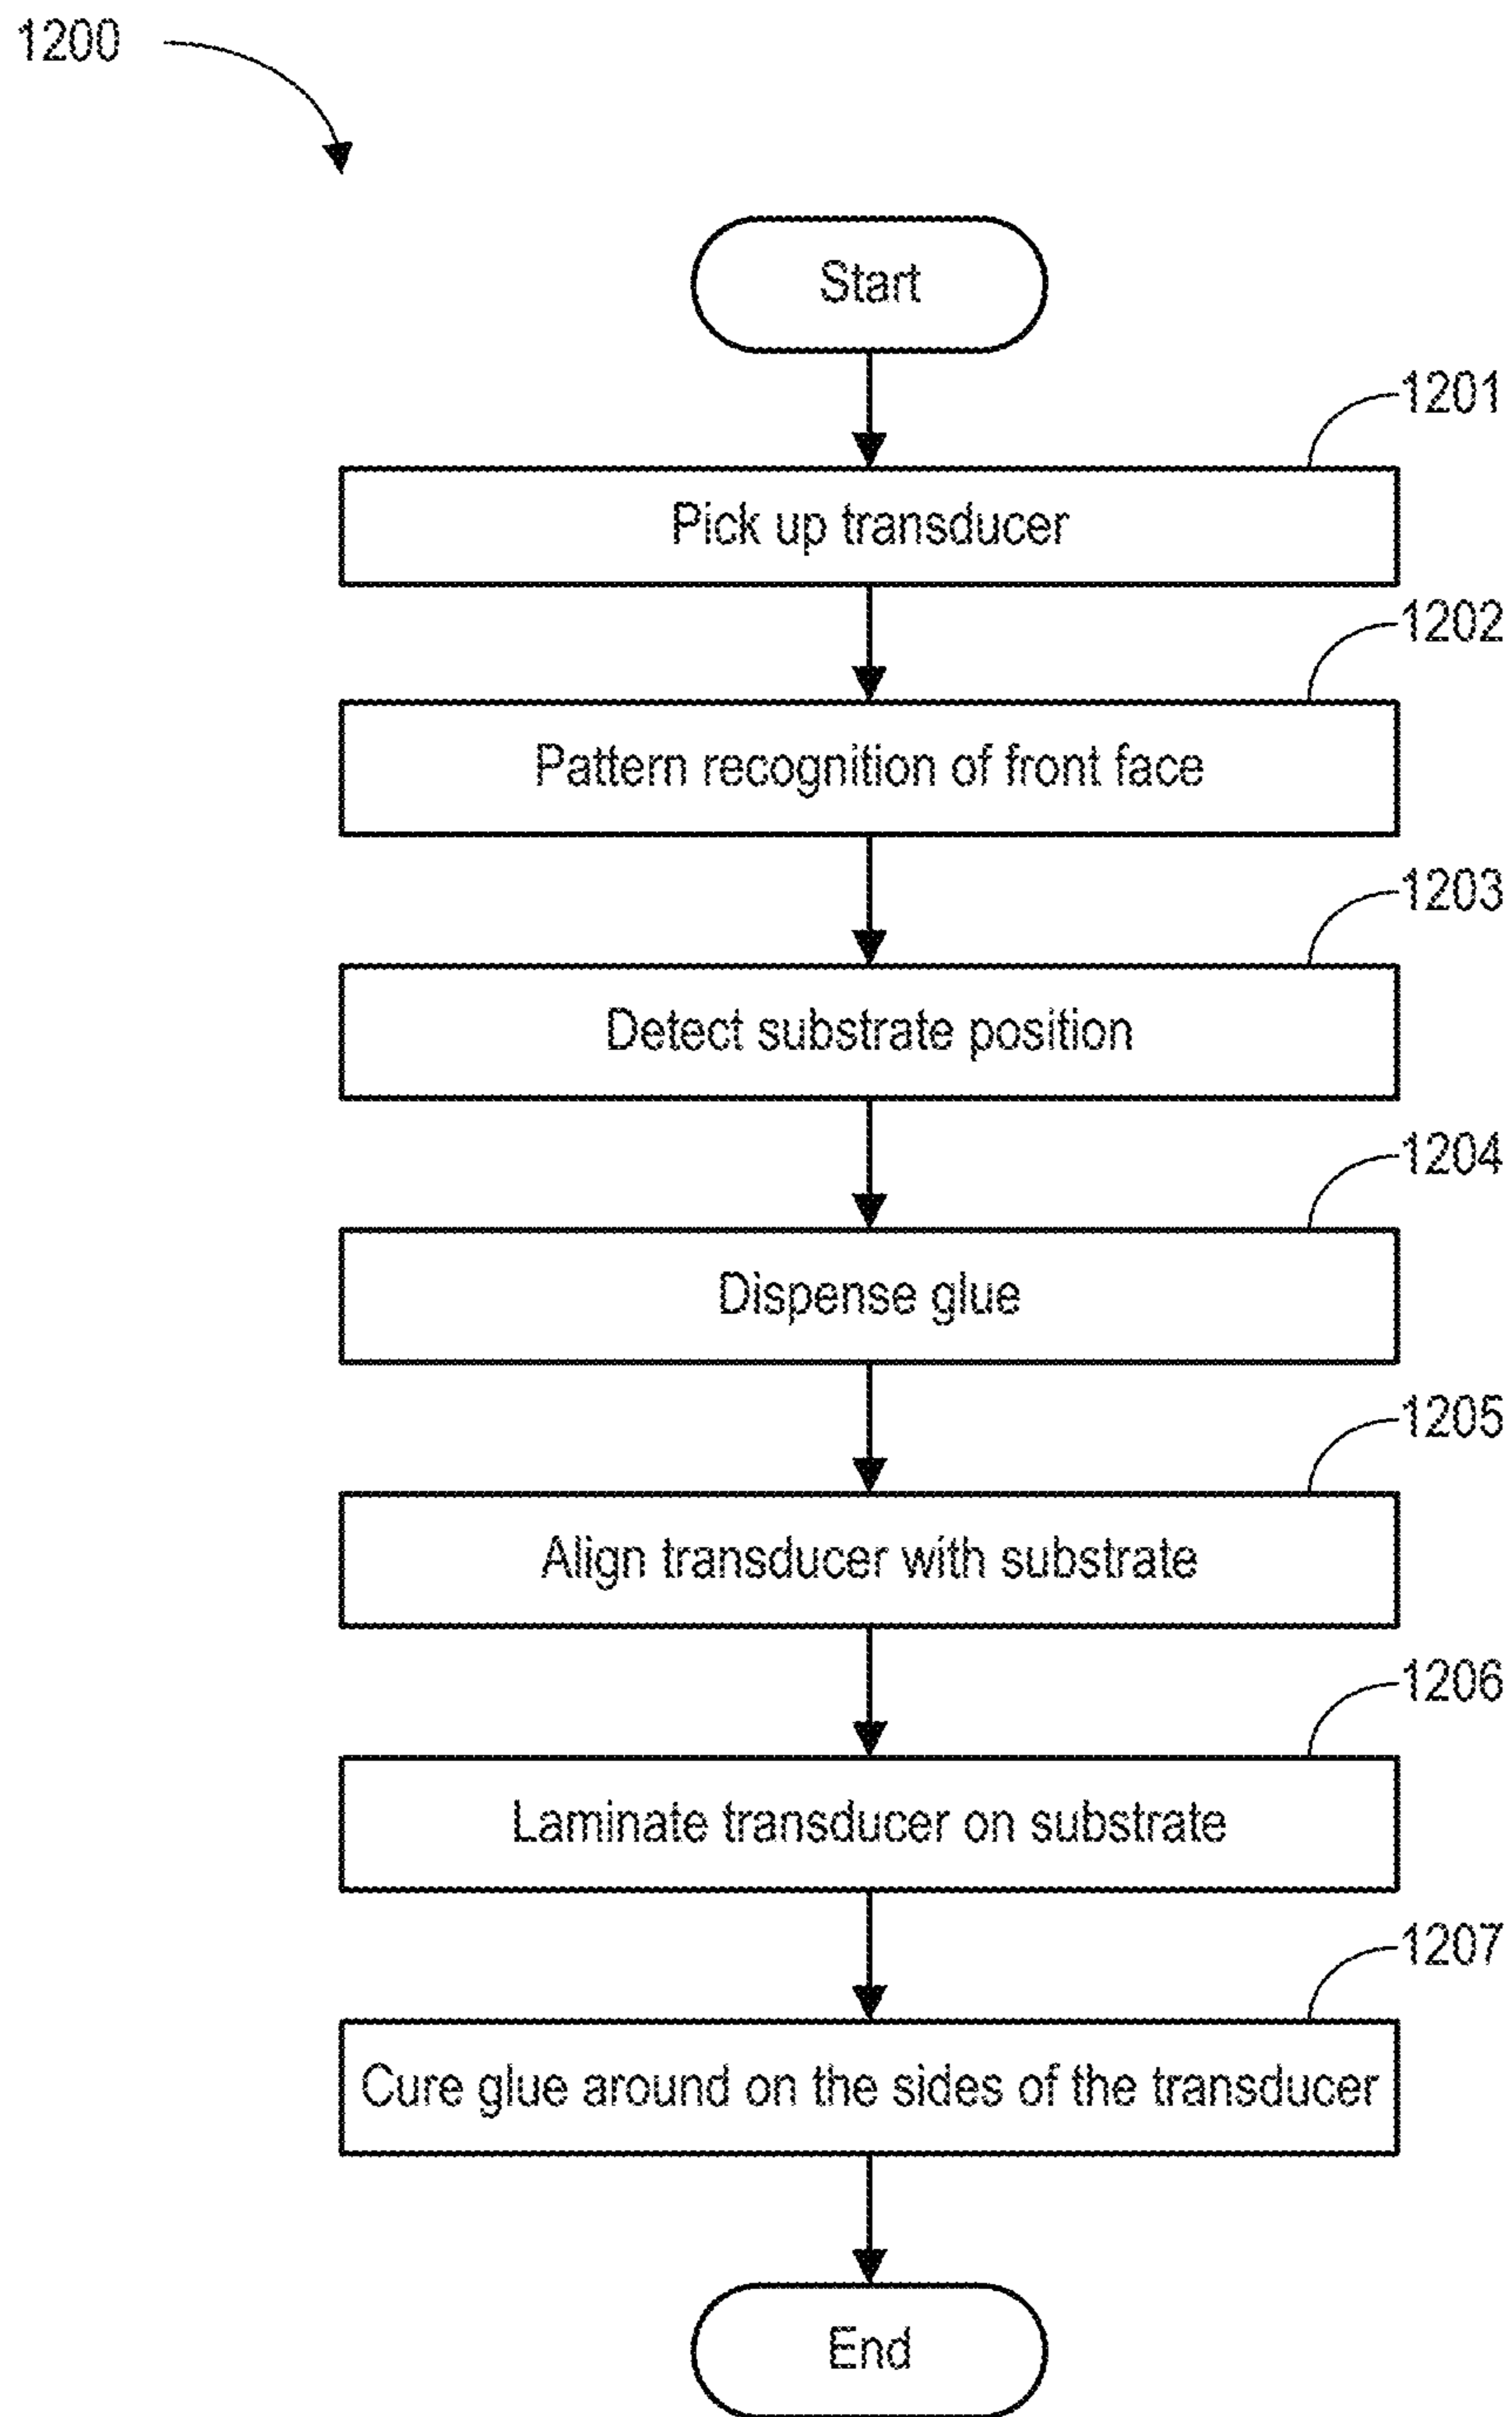 1200
Start
1201
Pick up transducer
1202
Pattern recognition of front face
1203
Detect substrate position
1204
Dispense glue
1205
Align transducer with substrate
1206
Laminate transducer on substrate
1207
Cure glue around on the sides of the transducer
End